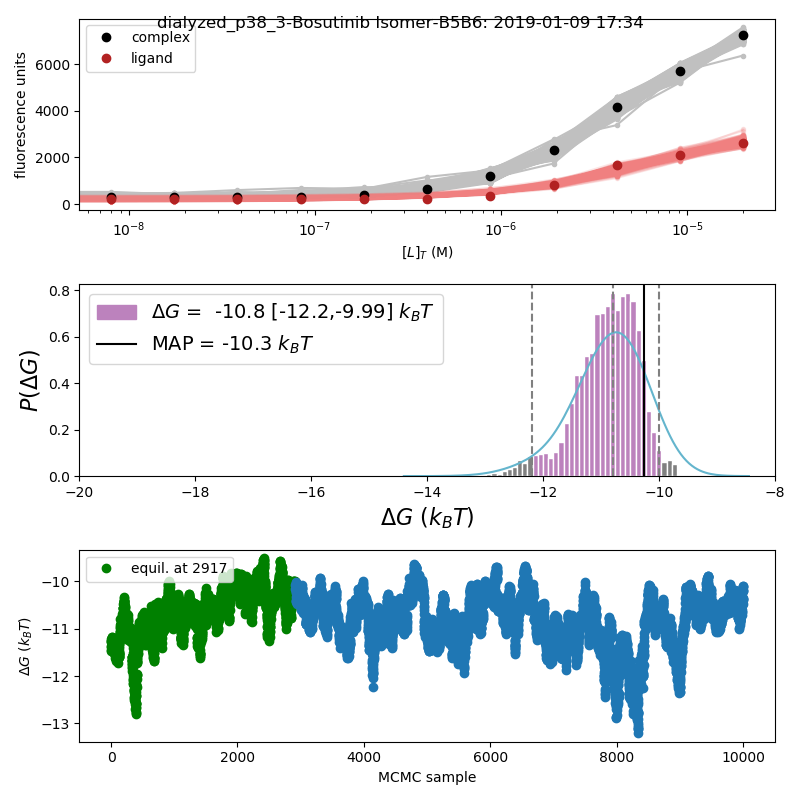 dialyzed_p38_3-Bosutinib Isomer-B5B6: 2019-01-09 17:34
complex
ligand
fluorescence units
6000
4000
2000
0
10⁻⁸ 10⁻⁷ 10⁻⁶ 10⁻⁵
[L]_T (M)
ΔG = -10.8 [-12.2,-9.99] k_BT
MAP = -10.3 k_BT
P(ΔG)
0.8
0.6
0.4
0.2
0.0
−20 −18 −16 −14 −12 −10 −8
ΔG (k_BT)
equil. at 2917
ΔG (k_BT)
−10
−11
−12
−13
0 2000 4000 6000 8000 10000
MCMC sample